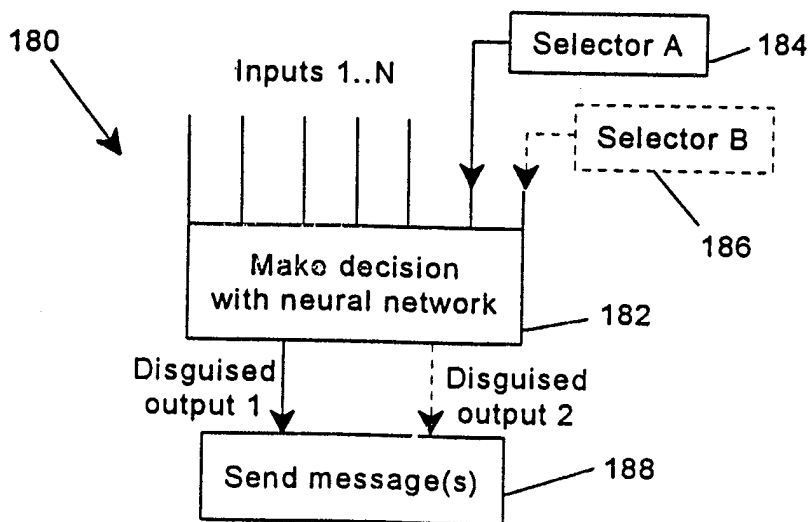 180
Selector A
184
Inputs 1..N
Selector B
186
Mako decision
with neural network
182
Disguised
output 1
Disguised
output 2
Send message(s)
188